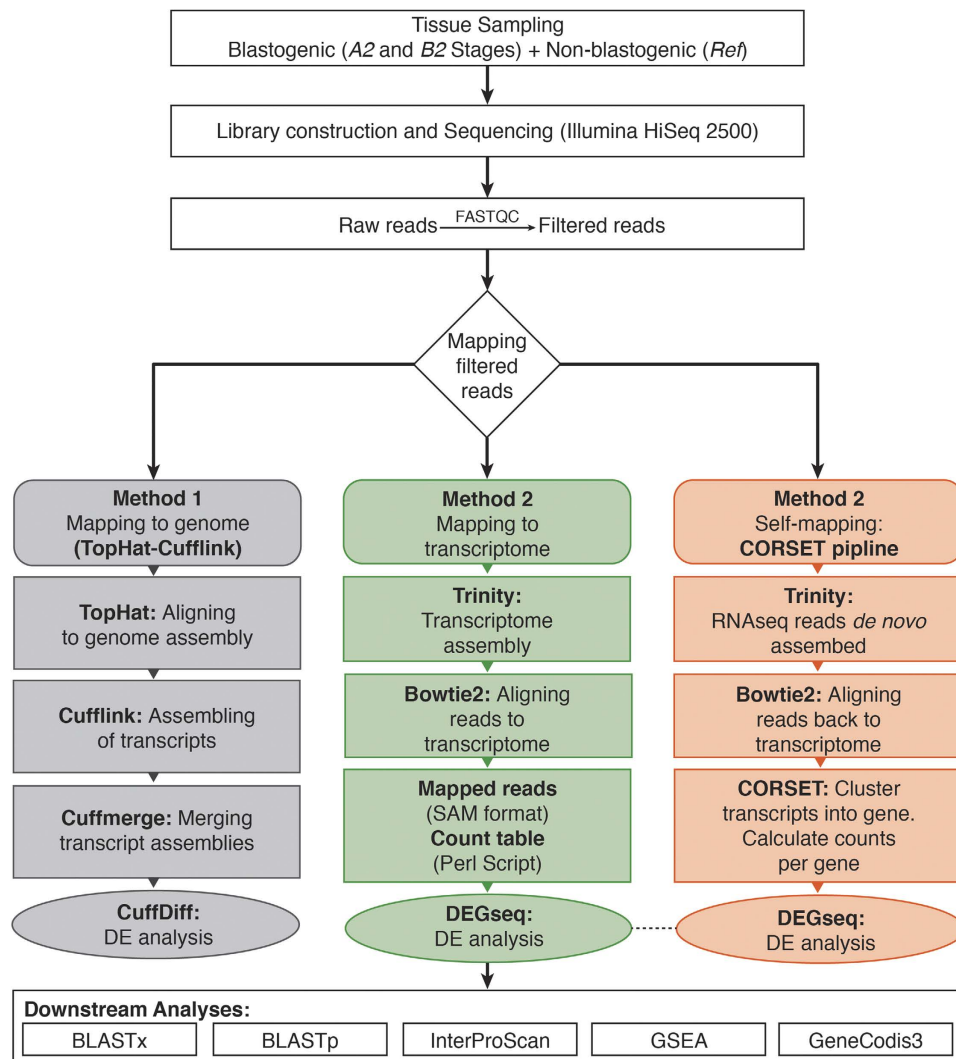 Tissue Sampling
Blastogenic (A2 and B2 Stages) + Non-blastogenic (Ref)
Library construction and Sequencing (Illumina HiSeq 2500)
Raw reads FASTQC Filtered reads
Mapping
filtered
reads
Method 1
Mapping to genome
(TopHat-Cufflink)
TopHat: Aligning
to genome assembly
Cufflink: Assembling
of transcripts
Cuffmerge: Merging
transcript assemblies
CuffDiff:
DE analysis
Method 2
Mapping to
transcriptome
Trinity:
Transcriptome
assembly
Bowtie2: Aligning
reads to
transcriptome
Mapped reads
(SAM format)
Count table
(Perl Script)
DEGseq:
DE analysis
Method 2
Self-mapping:
CORSET pipline
Trinity:
RNAseq reads de novo
assembed
Bowtie2: Aligning
reads back to
transcriptome
CORSET: Cluster
transcripts into gene.
Calculate counts
per gene
DEGseq:
DE analysis
Downstream Analyses:
BLASTx BLASTp InterProScan GSEA GeneCodis3